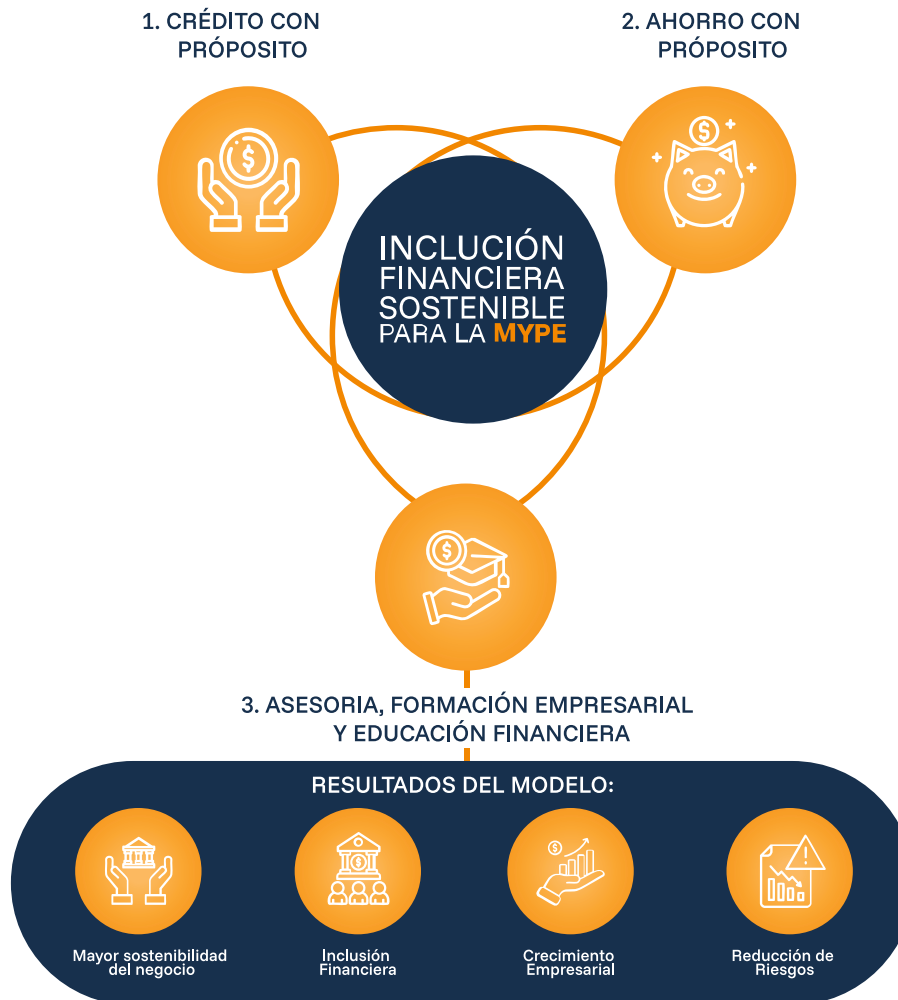 1. CRÉDITO CON
PRÓPOSITO
2. AHORRO CON
PRÓPOSITO
INCLUCIÓN
FINANCIERA
SOSTENIBLE
PARA LA MYPE
3. ASESORIA, FORMACIÓN EMPRESARIAL
Y EDUCACIÓN FINANCIERA
RESULTADOS DEL MODELO:
Mayor sostenibilidad
del negocio
Inclusión
Financiera
Crecimiento
Empresarial
Reducción de
Riesgos